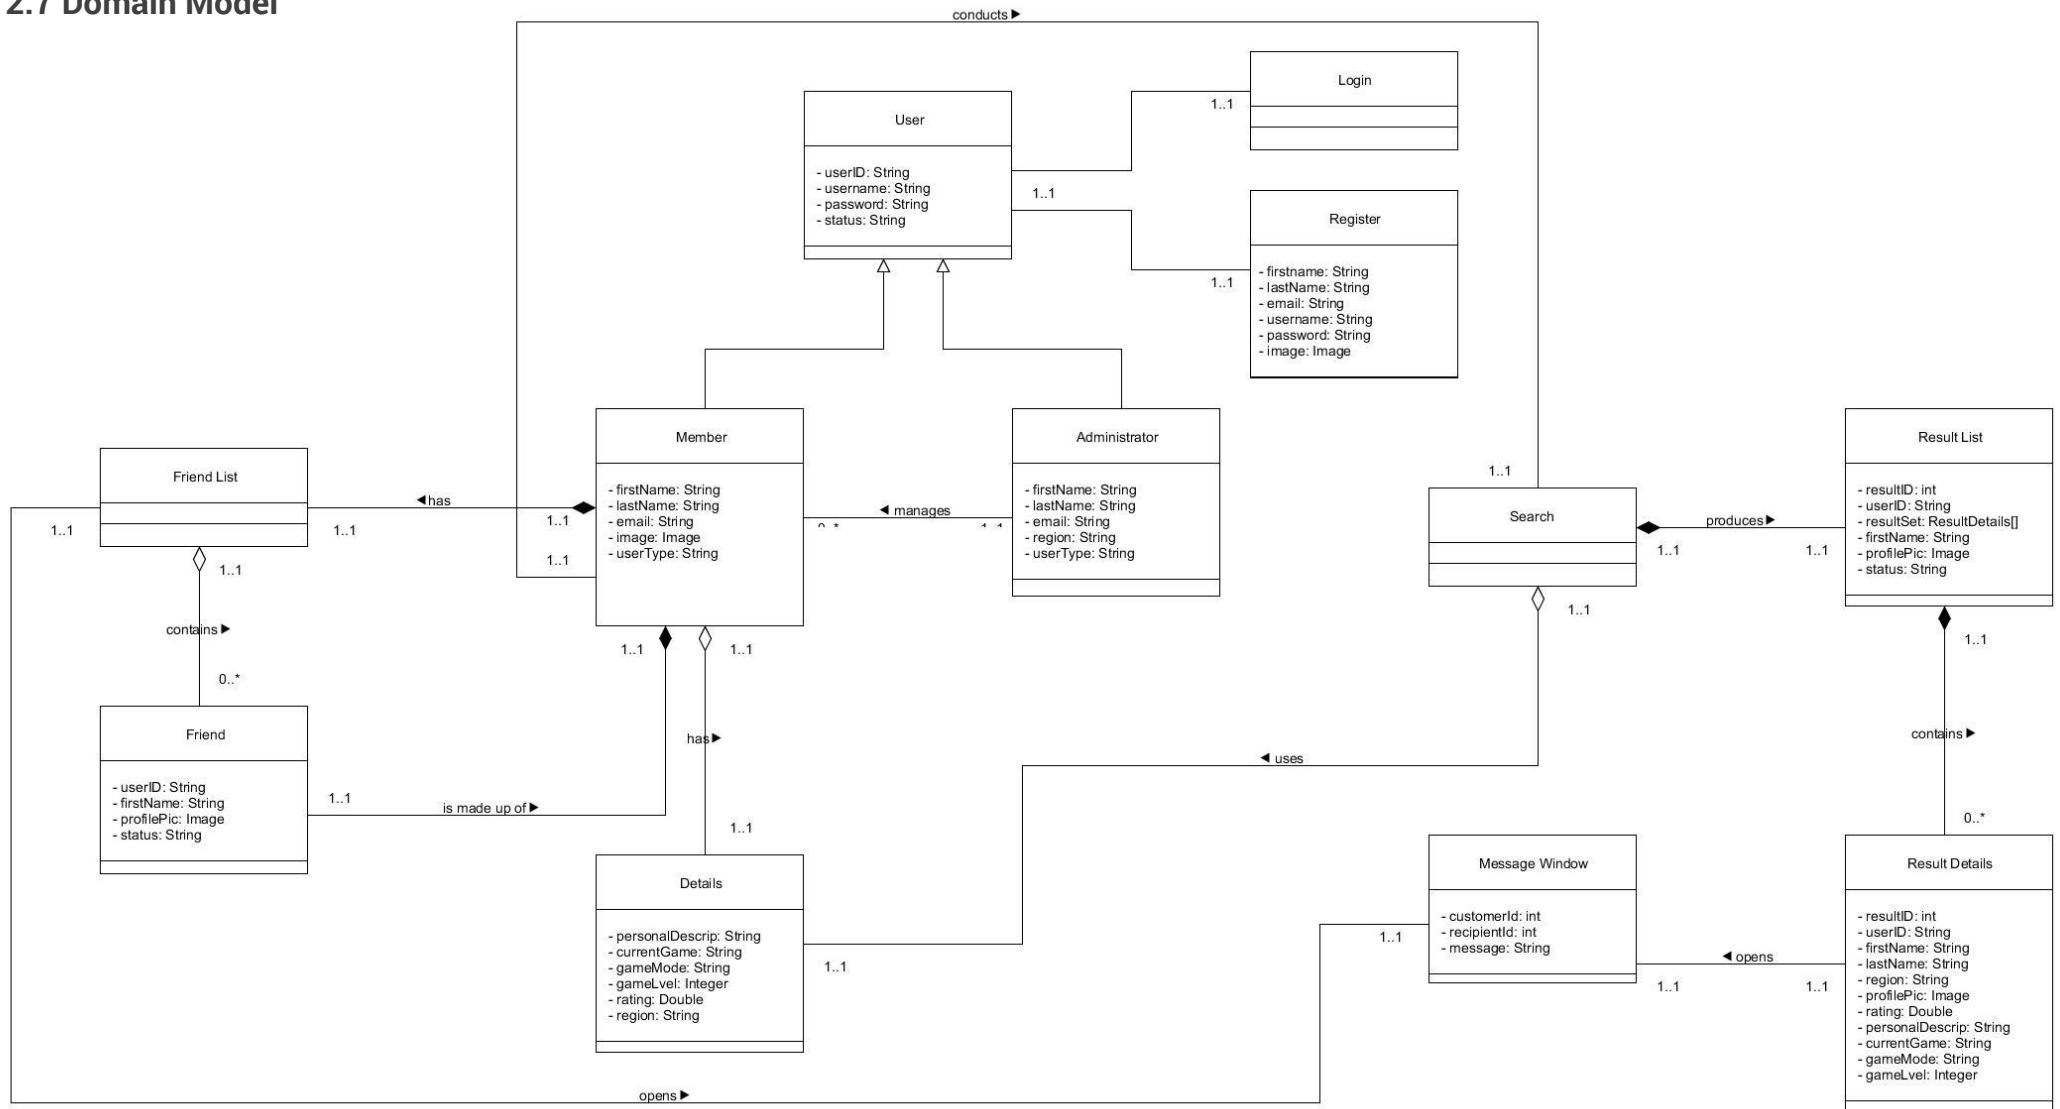 2.7 Domain Model
conducts ▶
Login
1..1
User
- userID: String
- username: String
- password: String
- status: String
1..1
Register
- firstname: String
- lastName: String
- email: String
- username: String
- password: String
- image: Image
1..1
Member
- firstName: String
- lastName: String
- email: String
- image: Image
- userType: String
Administrator
- firstName: String
- lastName: String
- email: String
- region: String
- userType: String
◀ manages
0..*
1..1
Friend List
1..1
1..1
◀ has
1..1
1..1
1..1
contains ▶
0..*
Friend
- userID: String
- firstName: String
- profilePic: Image
- status: String
1..1
is made up of ▶
1..1
1..1
has ▶
1..1
Details
- personalDescrip: String
- currentGame: String
- gameMode: String
- gameLvel: Integer
- rating: Double
- region: String
1..1
◀ uses
1..1
Search
1..1
1..1
produces ▶
1..1
Result List
- resultID: int
- userID: String
- resultSet: ResultDetails[]
- firstName: String
- profilePic: Image
- status: String
1..1
contains ▶
0..*
Message Window
- customerId: int
- recipientId: int
- message: String
1..1
1..1
◀ opens
1..1
Result Details
- resultID: int
- userID: String
- firstName: String
- lastName: String
- region: String
- profilePic: Image
- rating: Double
- personalDescrip: String
- currentGame: String
- gameMode: String
- gameLvel: Integer
opens ▶